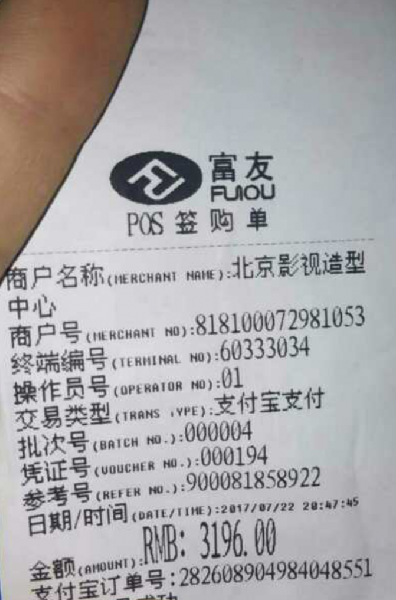 富友
FUIOU
POS 签购单
商户名称(MERCHANT NAME):北京影视造型
中心
商户号(MERCHANT NO):818100072981053
终端编号(TERMINAL NO):60333034
操作员号(OPERATOR NO):01
交易类型(TRANS TYPE):支付宝支付
批次号(BATCH NO.):000004
凭证号(VOUCHER NO.):000194
参考号(REFER NO.):900081858922
日期/时间(DATE/TIME):2017/07/22 20:47:45
金额(AMOUNT):RMB: 3196.00
支付宝订单号:282608904984048551